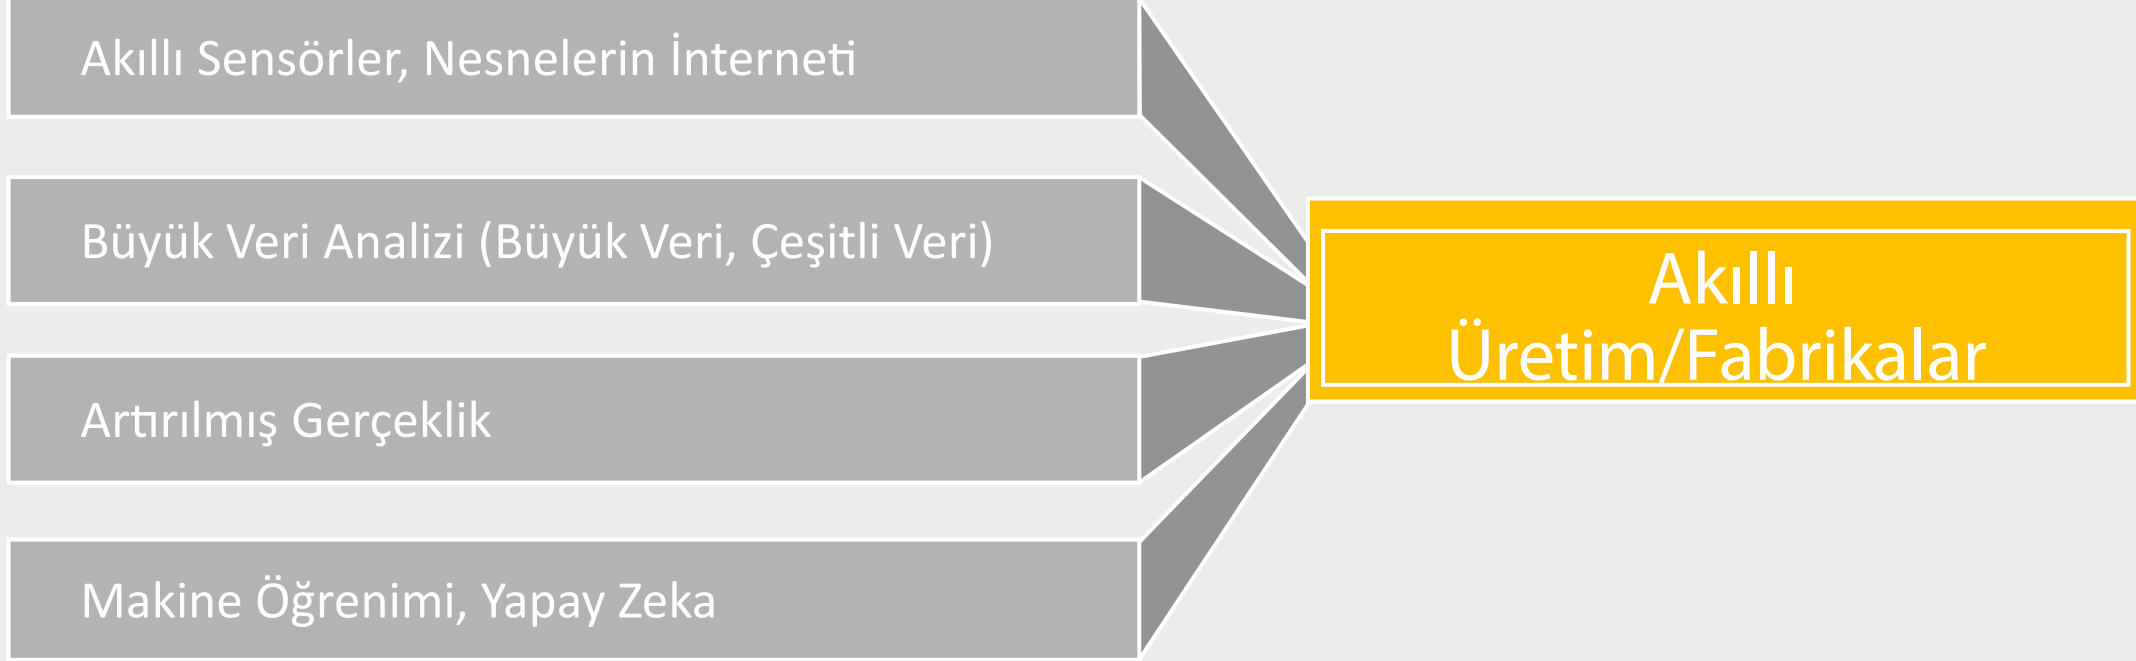 Akıllı Sensörler, Nesnelerin İnterneti
Büyük Veri Analizi (Büyük Veri, Çeşitli Veri)
Artırılmış Gerçeklik
Makine Öğrenimi, Yapay Zeka
Akıllı
Üretim/Fabrikalar